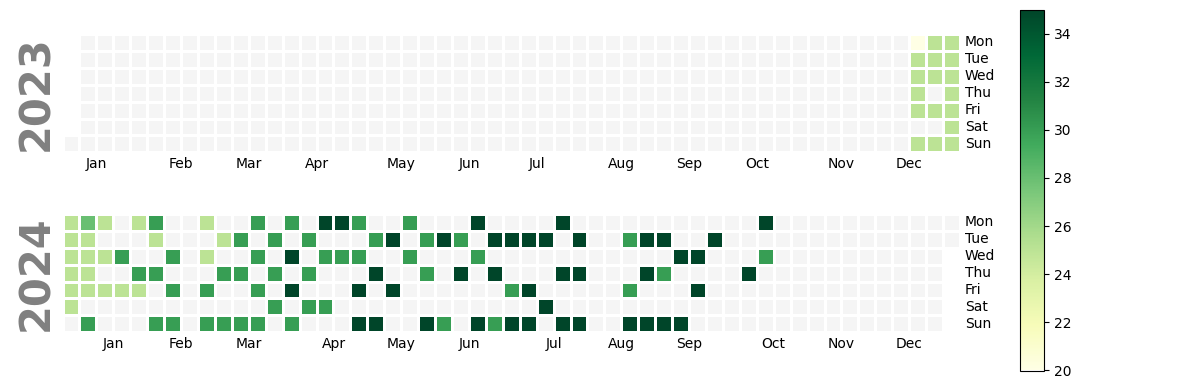 2023
Mon
Tue
Wed
Thu
Fri
Sat
Sun
Jan Feb Mar Apr May Jun Jul Aug Sep Oct Nov Dec
2024
Mon
Tue
Wed
Thu
Fri
Sat
Sun
Jan Feb Mar Apr May Jun Jul Aug Sep Oct Nov Dec
34
32
30
28
26
24
22
20